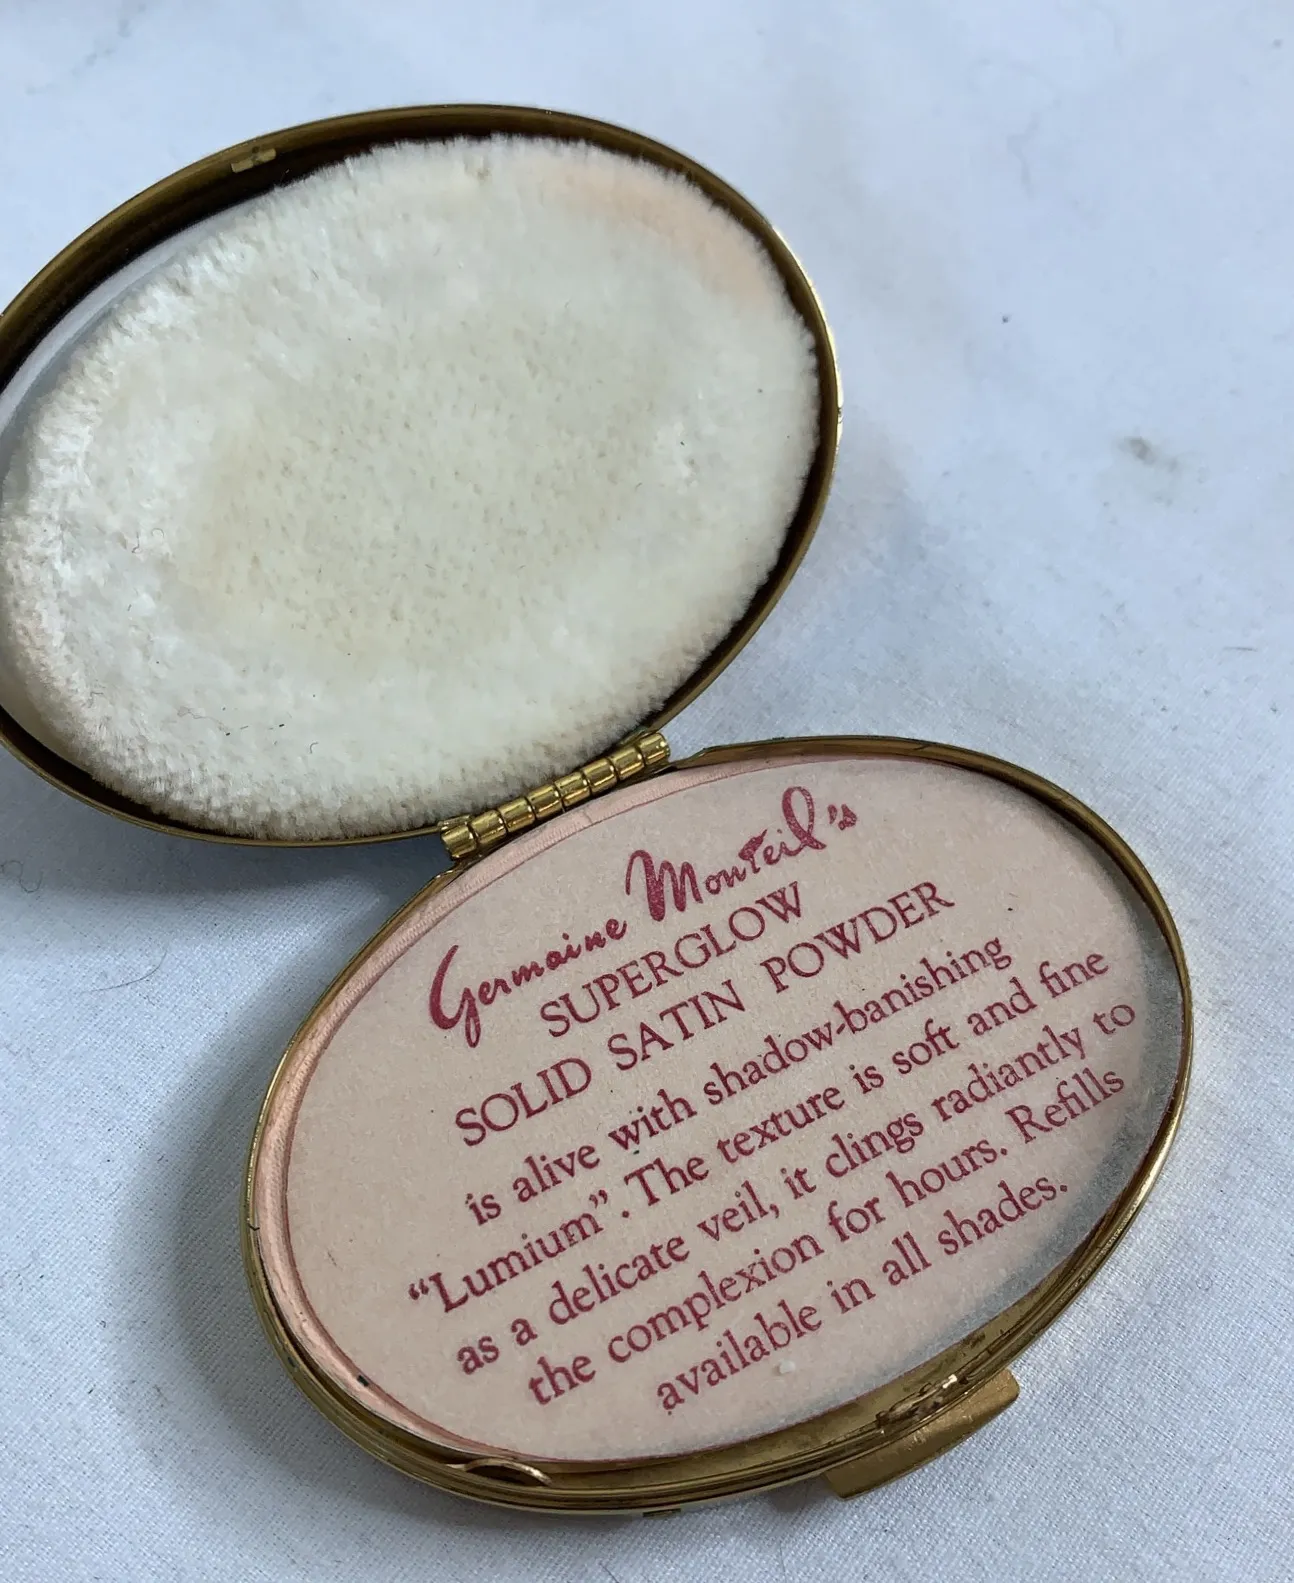 Germaine Monteil's
SUPERGLOW
SOLID SATIN POWDER
is alive with shadow-banishing
“Lumium”. The texture is soft and fine
as a delicate veil, it clings radiantly to
the complexion for hours. Refills
available in all shades.